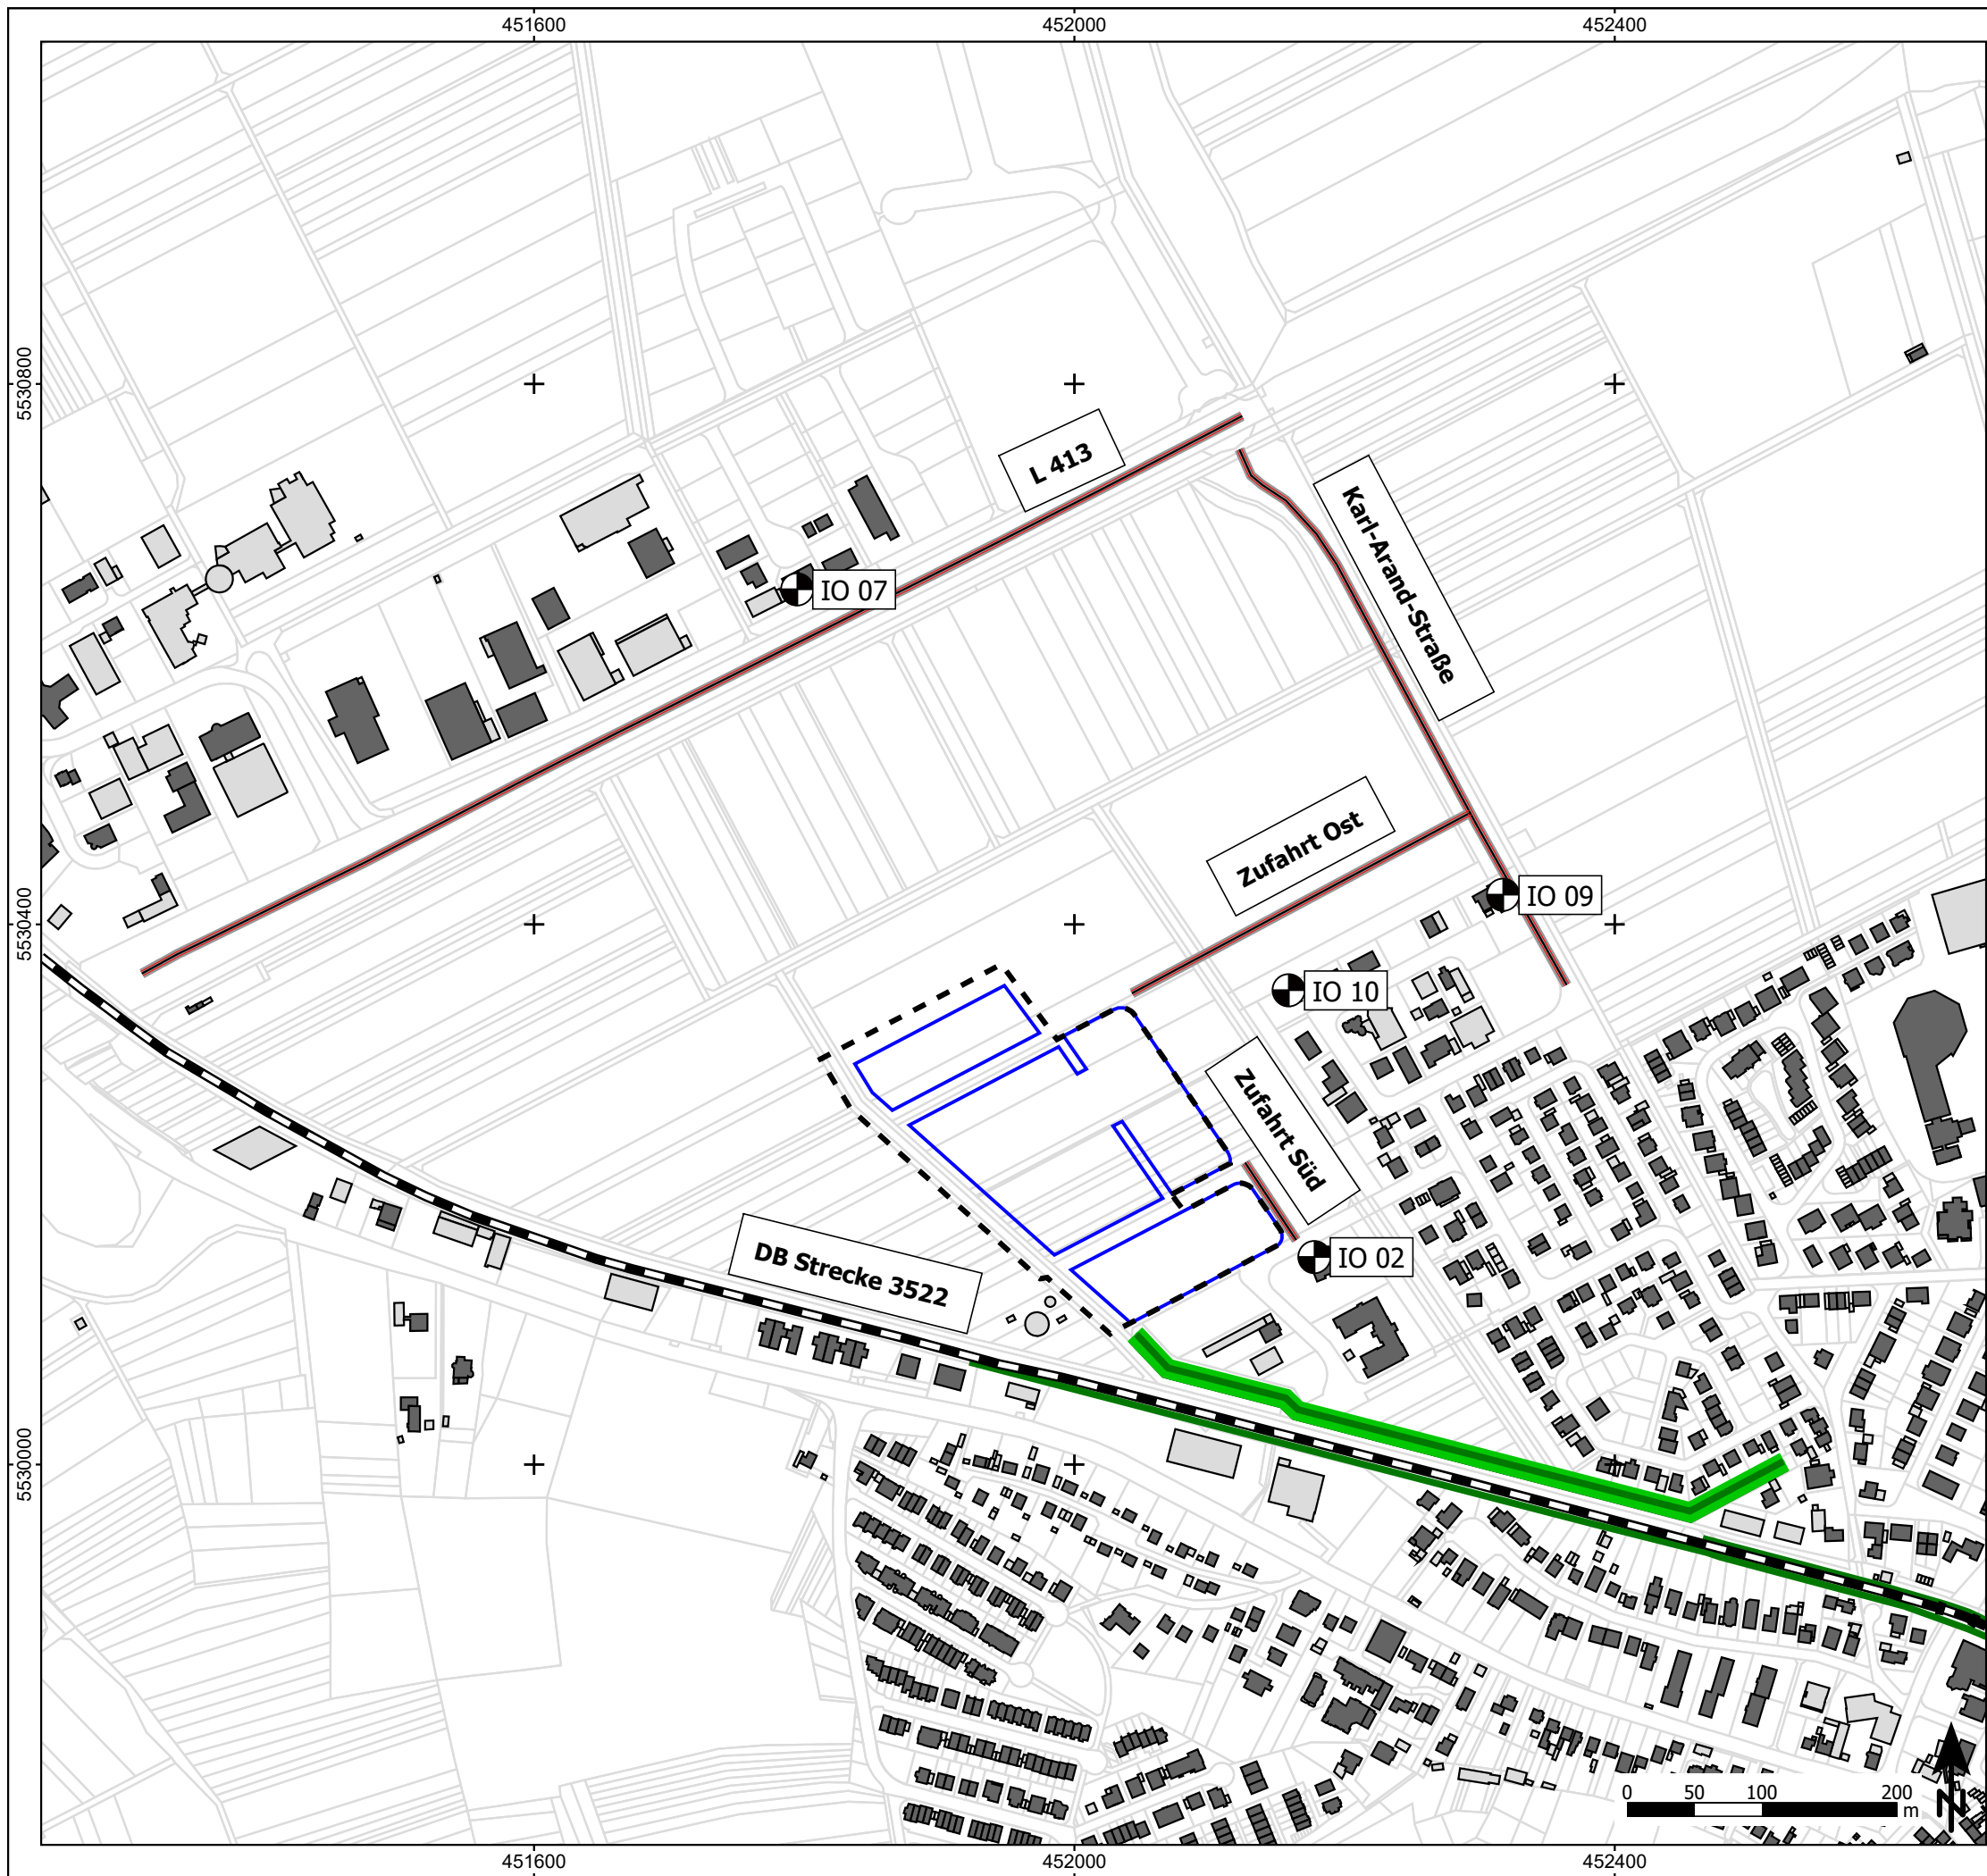 451600
452000
452400
5530800
L 413
Karl-Arand-Straße
IO 07
Zufahrt Ost
IO 09
5530400
IO 10
Zufahrt Süd
DB Strecke 3522
IO 02
5530000
0 50 100 200
m
N
451600
452000
452400